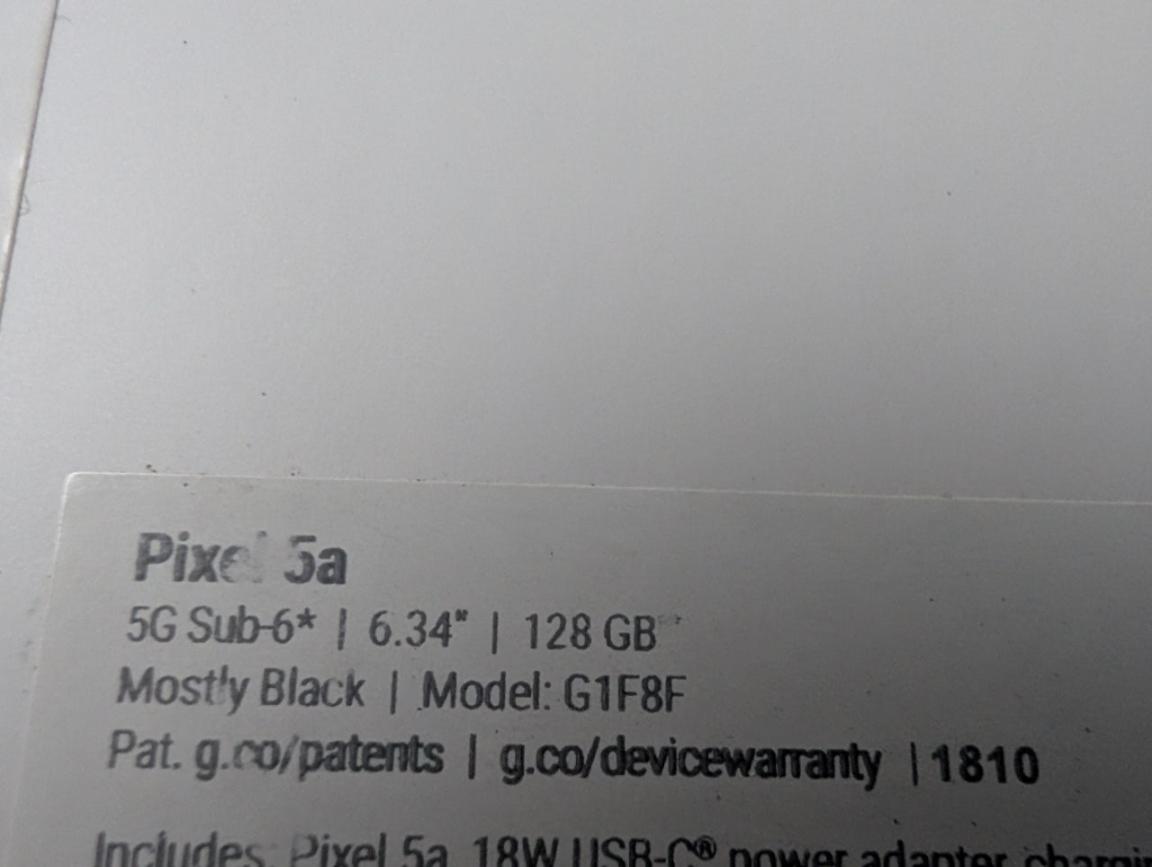 Pixel 5a
5G Sub-6* | 6.34" | 128 GB
Mostly Black | Model: G1F8F
Pat. g.co/patents | g.co/devicewarranty | 1810
Includes: Pixel 5a, 18W USB-C® power adapter, chargin